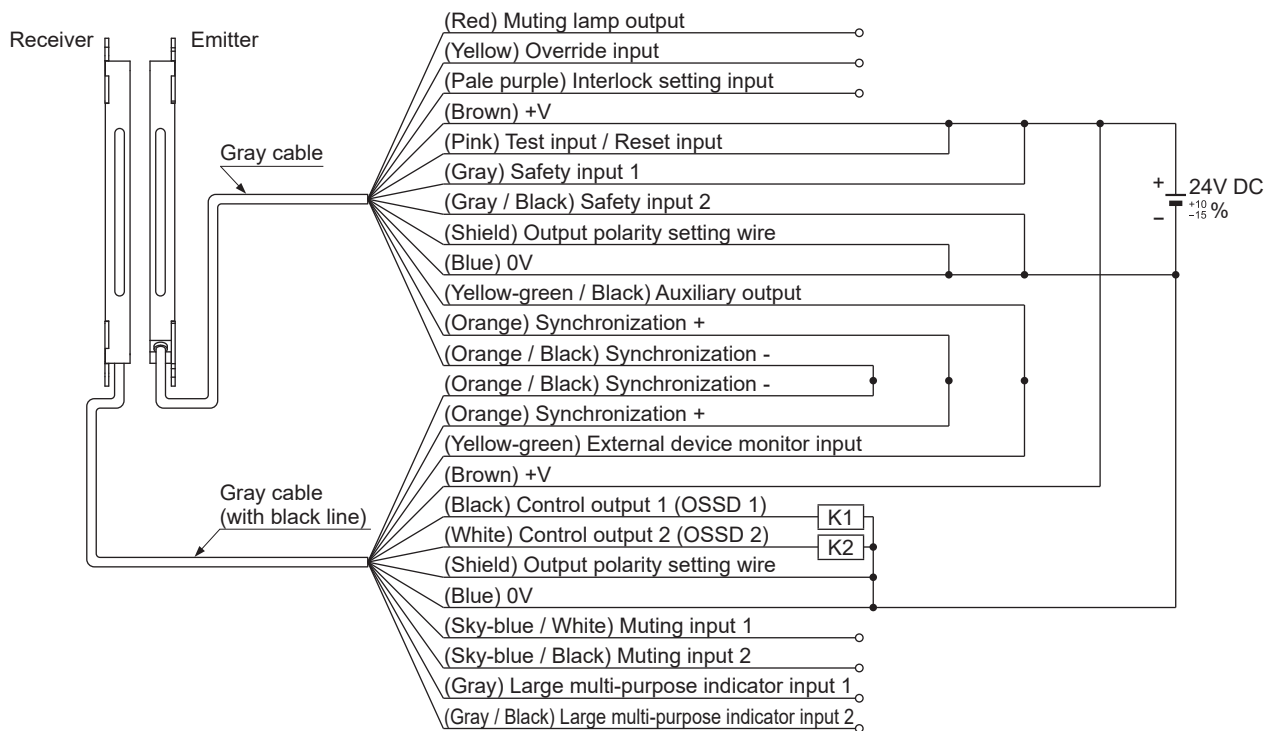 Receiver
Emitter
Gray cable
(Red) Muting lamp output
(Yellow) Override input
(Pale purple) Interlock setting input
(Brown) +V
(Pink) Test input / Reset input
(Gray) Safety input 1
(Gray / Black) Safety input 2
(Shield) Output polarity setting wire
(Blue) 0V
(Yellow-green / Black) Auxiliary output
(Orange) Synchronization +
(Orange / Black) Synchronization -
+
−
24V DC
+10
−15 %
Gray cable
(with black line)
(Orange / Black) Synchronization -
(Orange) Synchronization +
(Yellow-green) External device monitor input
(Brown) +V
(Black) Control output 1 (OSSD 1)
K1
(White) Control output 2 (OSSD 2)
K2
(Shield) Output polarity setting wire
(Blue) 0V
(Sky-blue / White) Muting input 1
(Sky-blue / Black) Muting input 2
(Gray) Large multi-purpose indicator input 1
(Gray / Black) Large multi-purpose indicator input 2